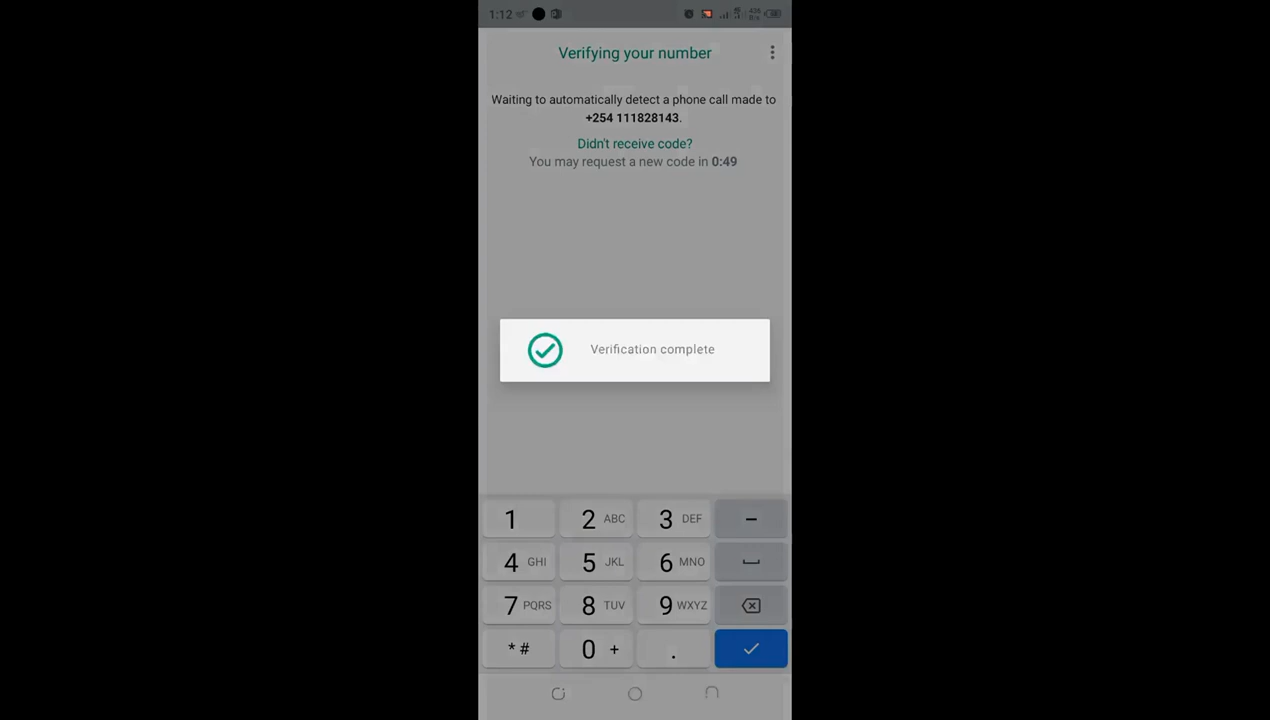 1:12
Verifying your number
Waiting to automatically detect a phone call made to
+254 111828143.
Didn't receive code?
You may request a new code in 0:49
Verification complete
1
2 ABC
3 DEF
–
4 GHI
5 JKL
6 MNO
7 PQRS
8 TUV
9 WXYZ
* #
0 +
.